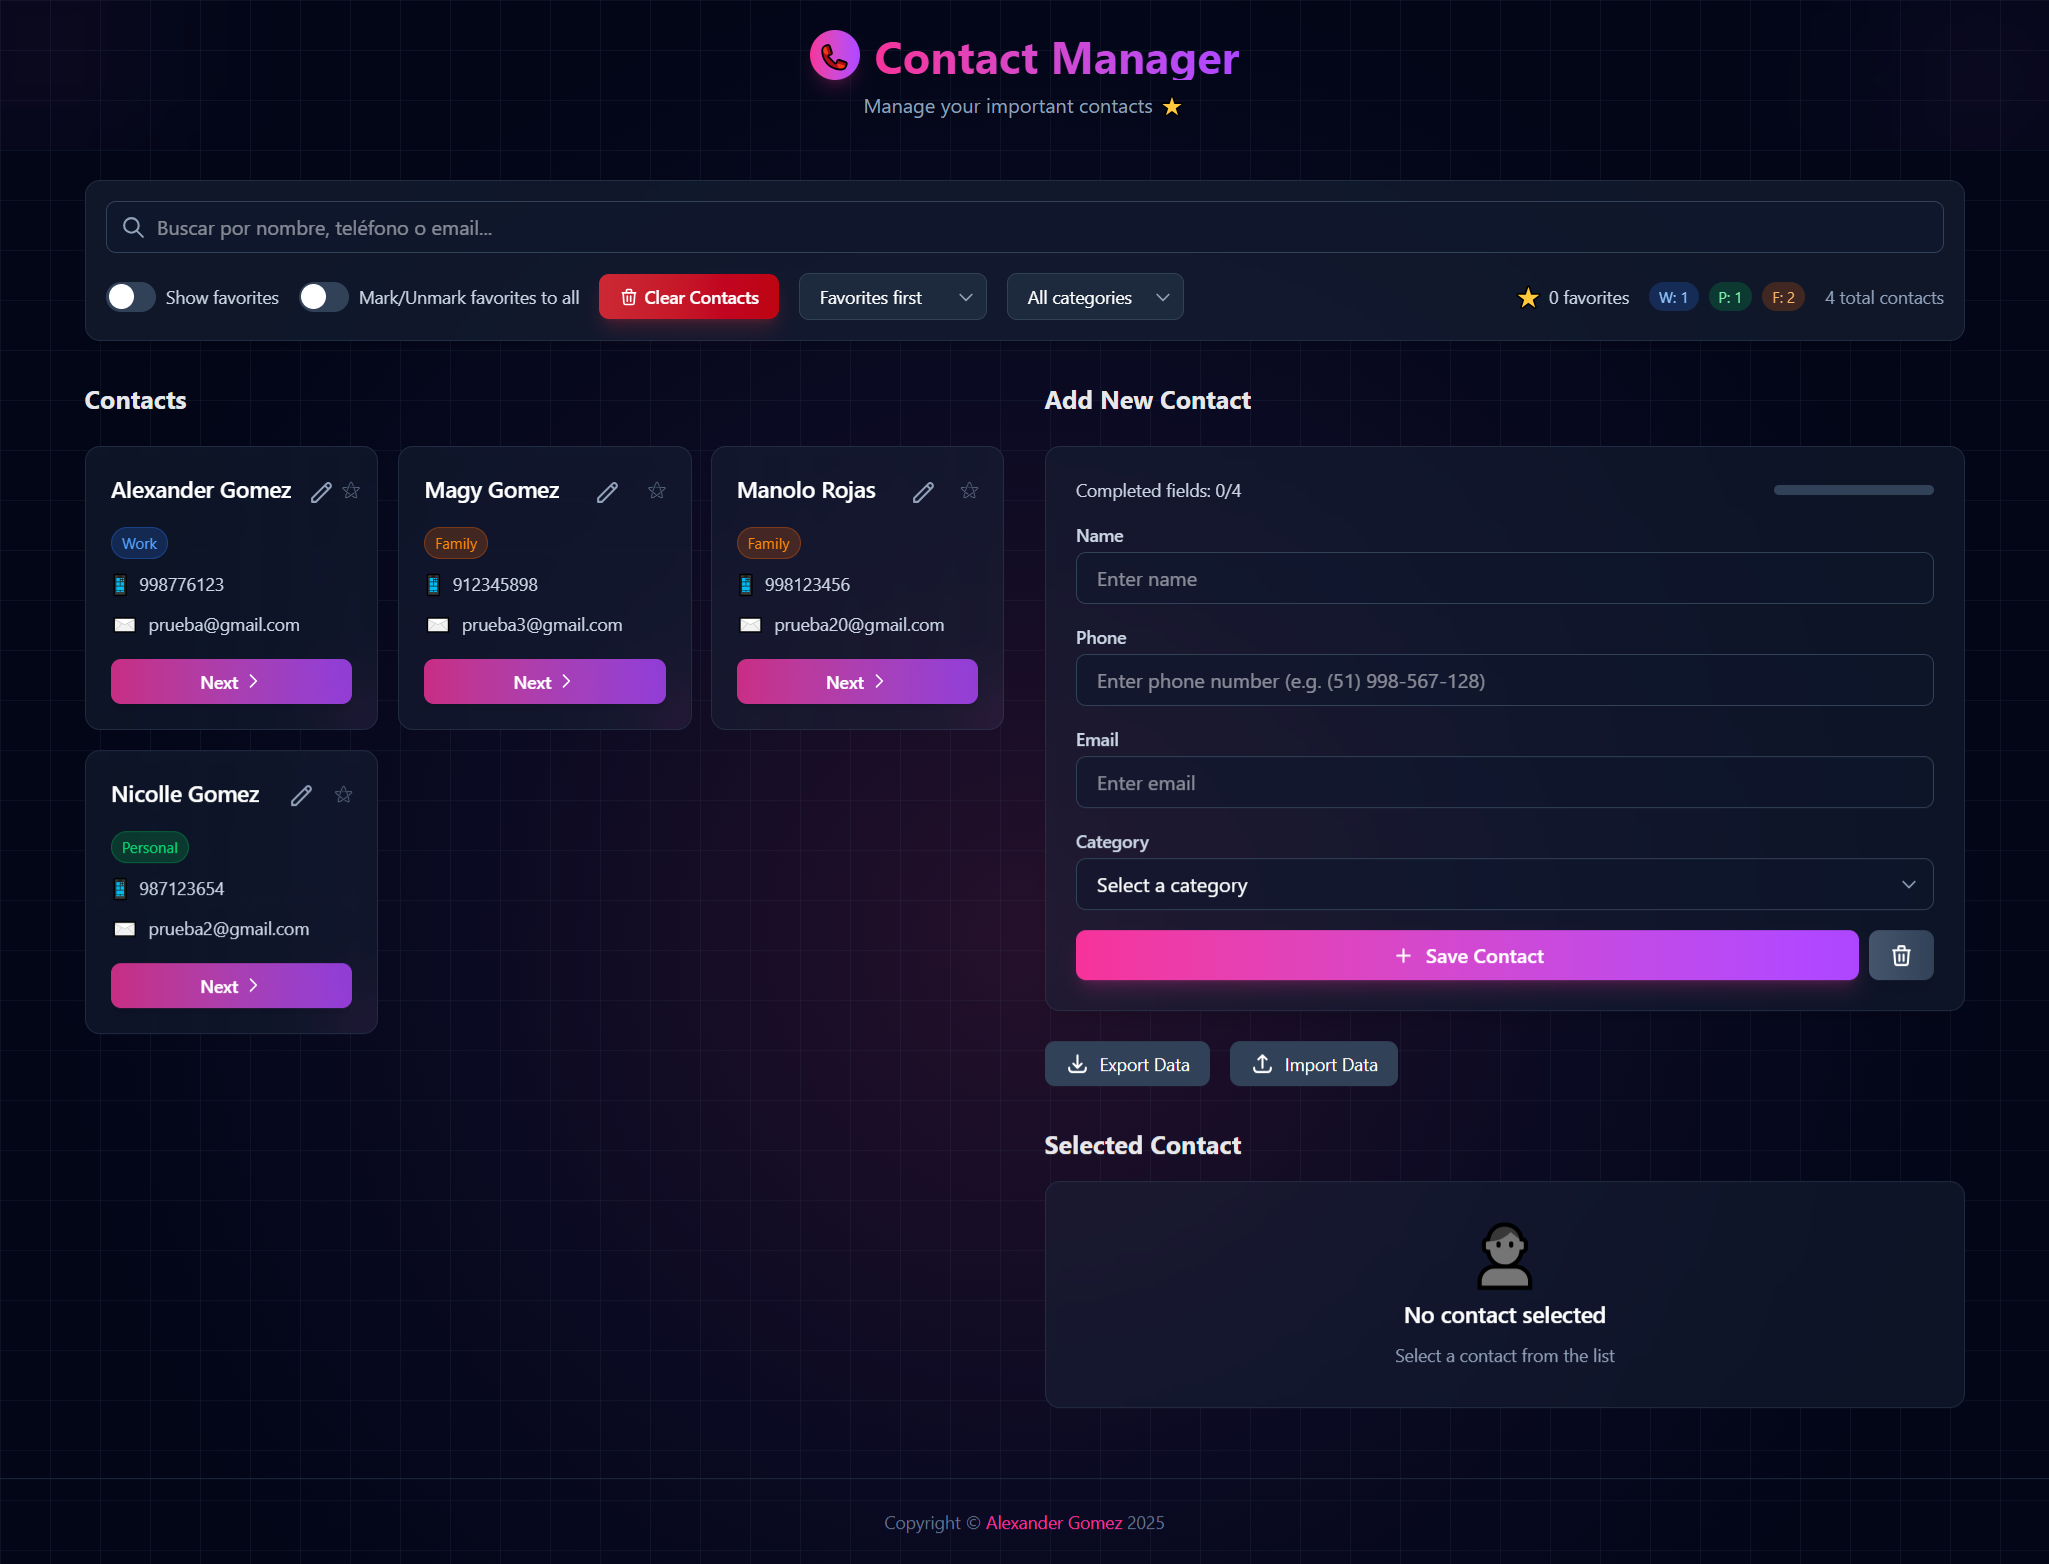 Contact Manager
Manage your important contacts
Buscar por nombre, teléfono o email...
Show favorites
Mark/Unmark favorites to all
Clear Contacts
Favorites first
All categories
0 favorites
W: 1
P: 1
F: 2
4 total contacts
Contacts
Alexander Gomez
Work
998776123
prueba@gmail.com
Next
Magy Gomez
Family
912345898
prueba3@gmail.com
Next
Manolo Rojas
Family
998123456
prueba20@gmail.com
Next
Nicolle Gomez
Personal
987123654
prueba2@gmail.com
Next
Add New Contact
Completed fields: 0/4
Name
Enter name
Phone
Enter phone number (e.g. (51) 998-567-128)
Email
Enter email
Category
Select a category
+ Save Contact
Export Data
Import Data
Selected Contact
No contact selected
Select a contact from the list
Copyright © Alexander Gomez 2025